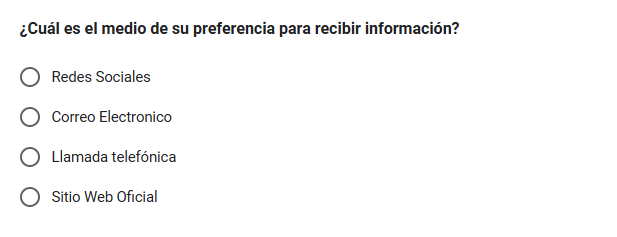 ¿Cuál es el medio de su preferencia para recibir información?
Redes Sociales
Correo Electronico
Llamada telefónica
Sitio Web Oficial